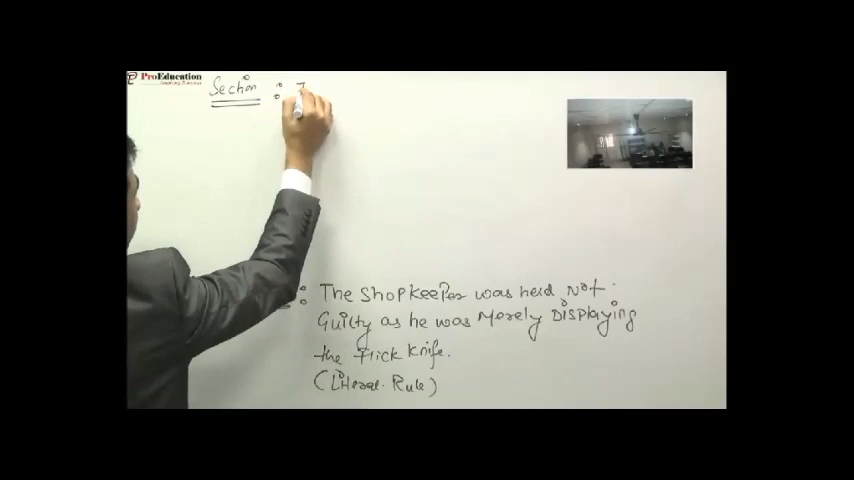 ProEducation
Section : I
: The Shopkeeper was held Not
Guilty as he was Merely Displaying
the Flick Knife.
(Literal Rule)